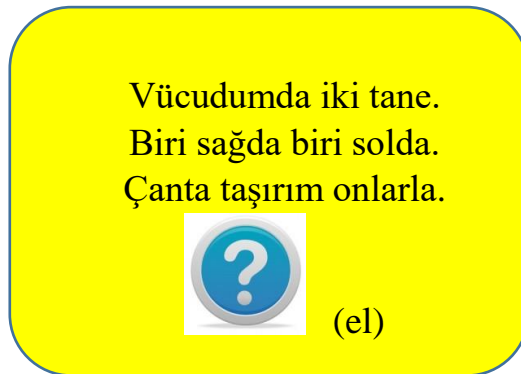 Vücudumda iki tane.
Biri sağda biri solda.
Çanta taşırım onlarla.
?
(el)